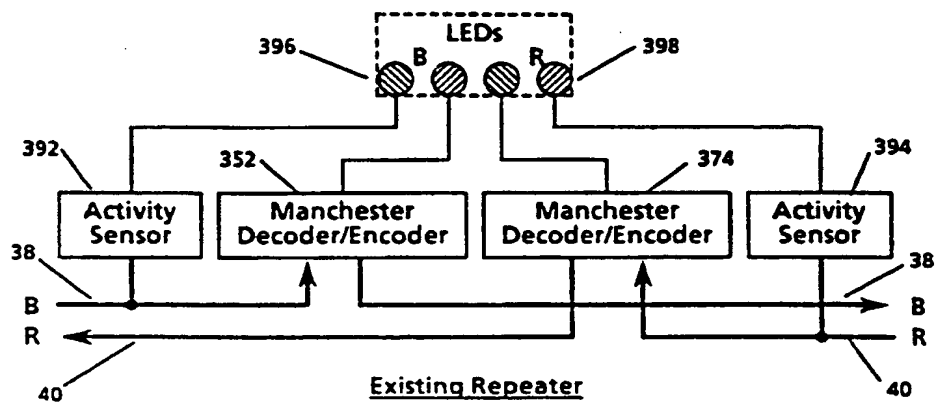 LEDs
396
B
R
398
392
352
374
394
Activity
Sensor
Manchester
Decoder/Encoder
Manchester
Decoder/Encoder
Activity
Sensor
38
38
B
B
R
R
40
40
Existing Repeater